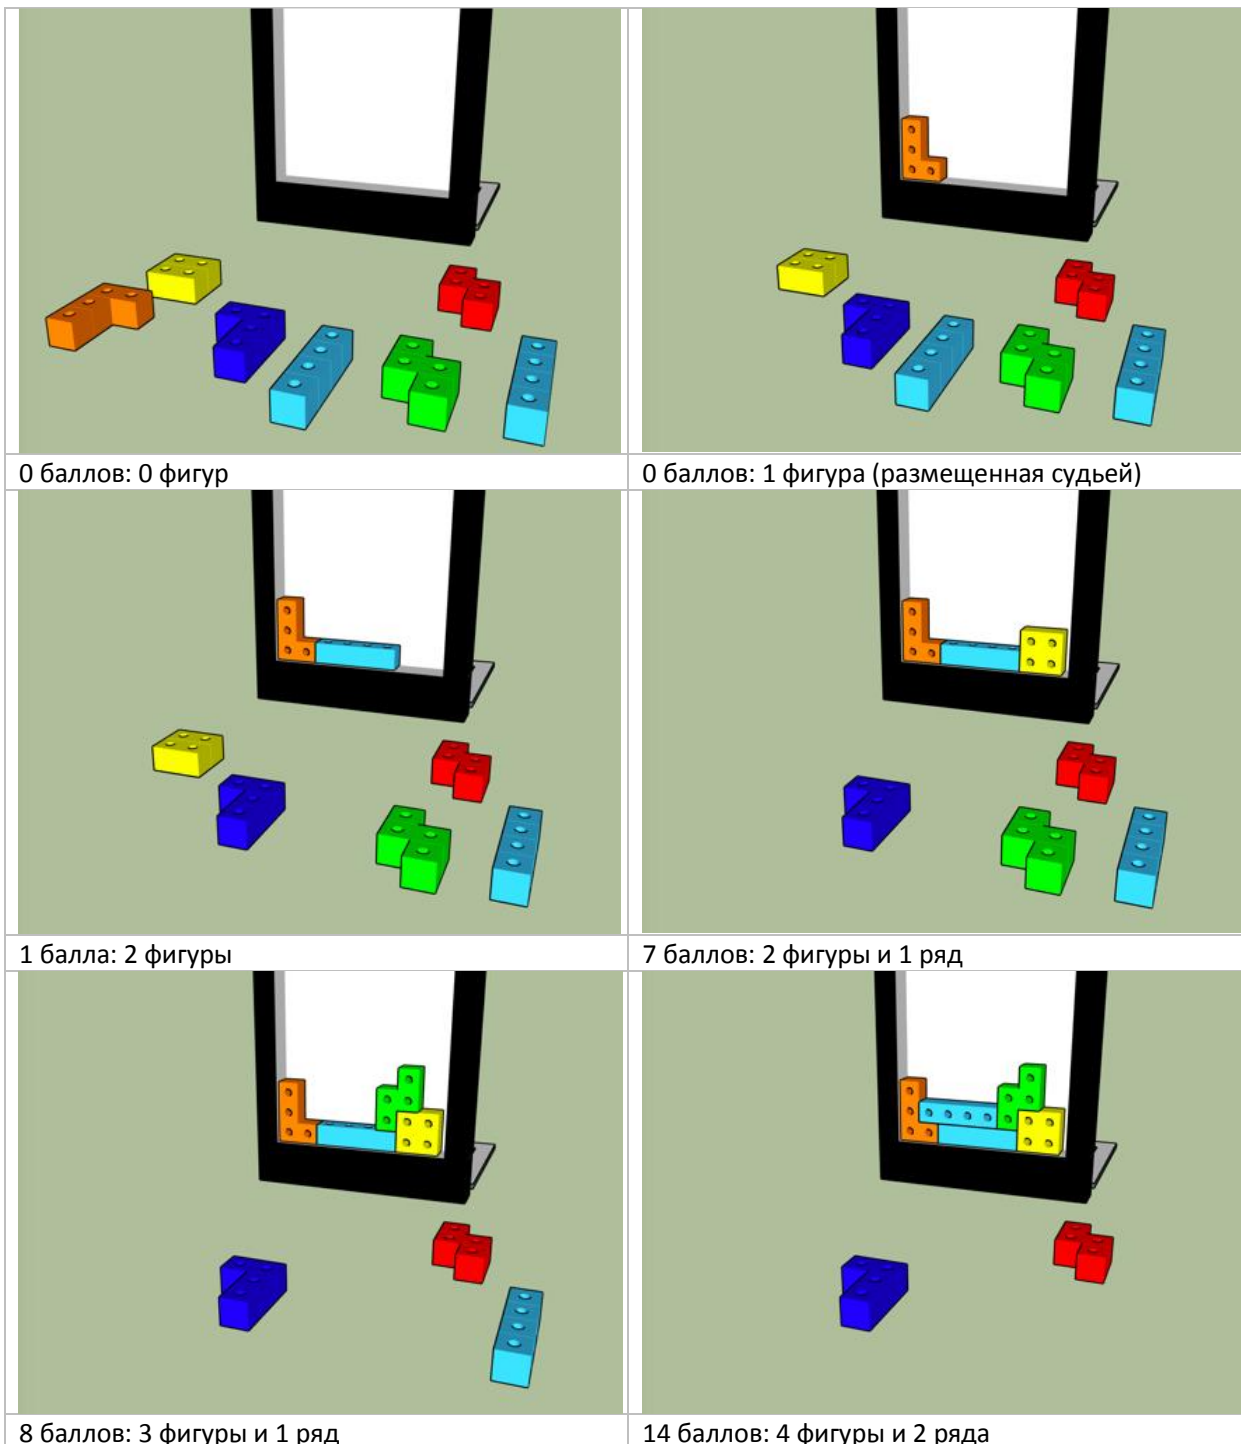 0 баллов: 0 фигур
0 баллов: 1 фигура (размещенная судьей)
1 балла: 2 фигуры
7 баллов: 2 фигуры и 1 ряд
8 баллов: 3 фигуры и 1 ряд
14 баллов: 4 фигуры и 2 ряда